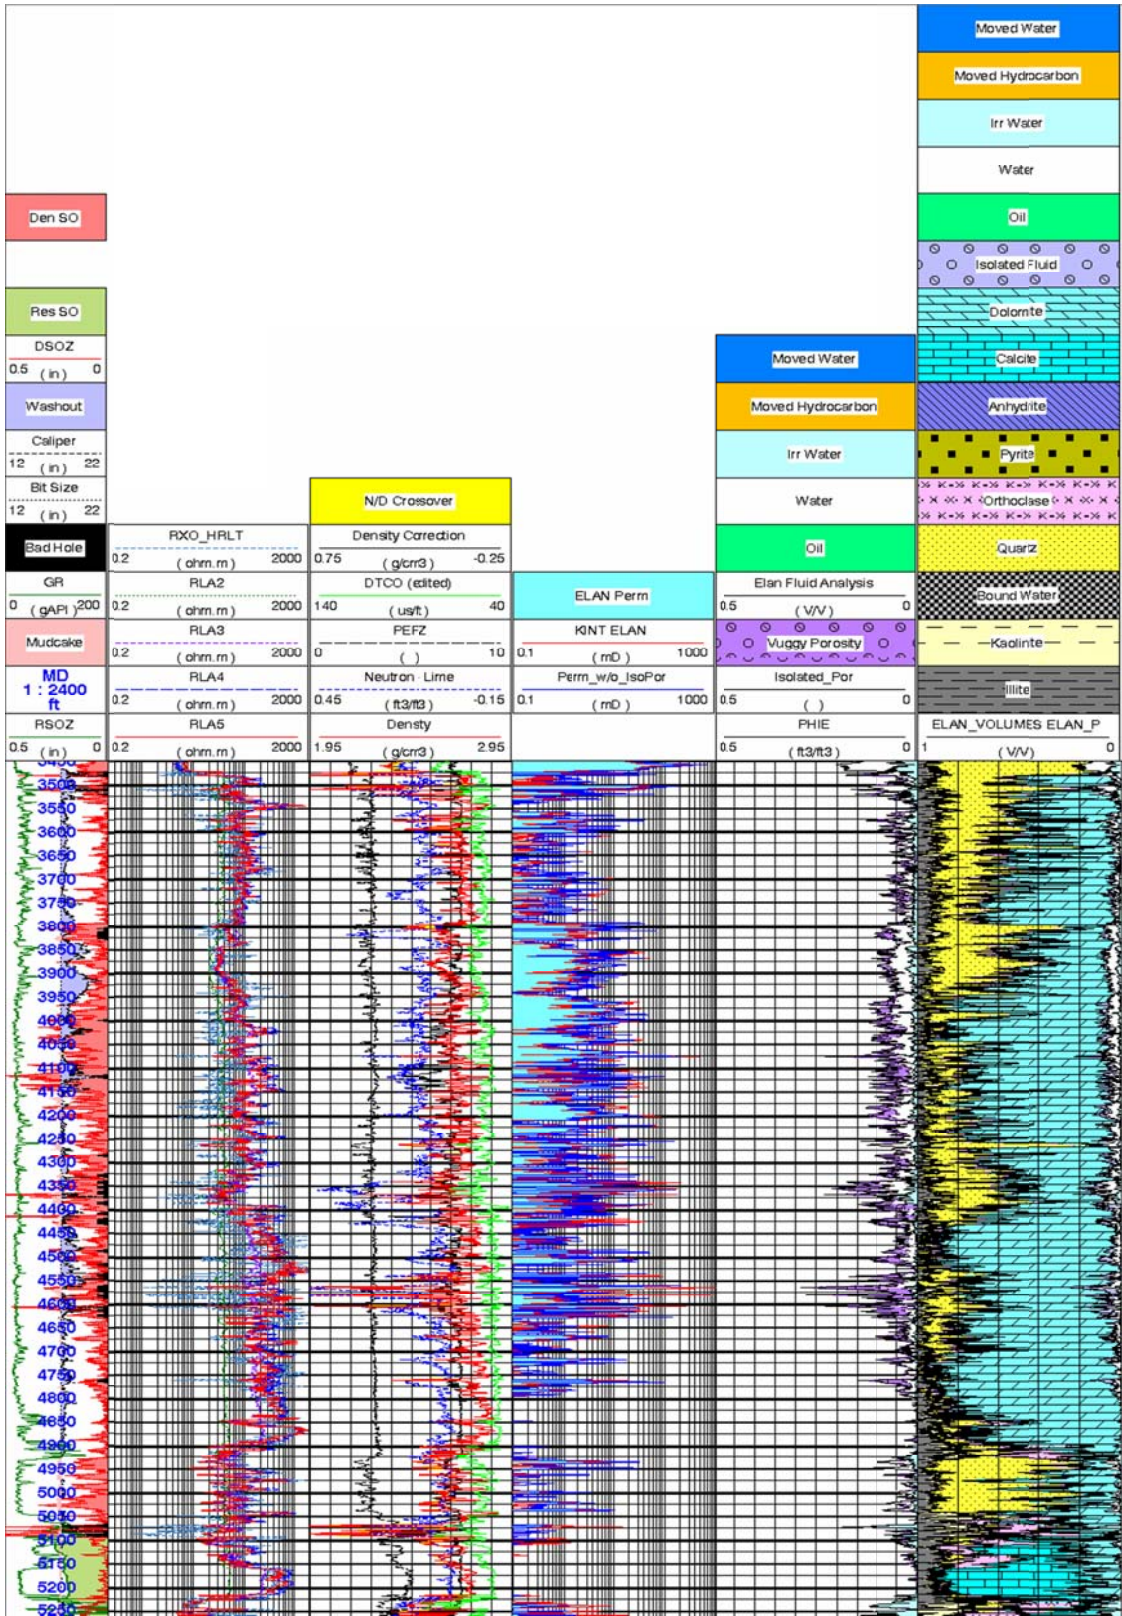 Den SO
Res SO
DSOZ
0.5 (in) 0
Washout
Caliper
12 (in) 22
Bit Size
12 (in) 22
Bad Hole
GR
0 (gAPI) 200
Mudcake
MD
1 : 2400
ft
RSOZ
0.5 (in) 0
RXO_HRLT
0.2 (ohm.m) 2000
RLA2
0.2 (ohm.m) 2000
RLA3
0.2 (ohm.m) 2000
RLA4
0.2 (ohm.m) 2000
RLA5
0.2 (ohm.m) 2000
N/D Crossover
Density Correction
0.75 (g/cm3) -0.25
DTCO (edited)
140 (us/ft) 40
PEFZ
0 ( ) 10
Neutron - Lime
0.45 (ft3/ft3) -0.15
Density
1.95 (g/cm3) 2.95
ELAN Perm
KINT ELAN
0.1 (mD) 1000
Perm_w/o_IsoPor
0.1 (mD) 1000
Moved Water
Moved Hydrocarbon
Irr Water
Water
Oil
Elan Fluid Analysis
0.5 (V/V) 0
Vuggy Porosity
Isolated_Por
0.5 ( ) 0
PHIE
0.5 (ft3/ft3) 0
Moved Water
Moved Hydrocarbon
Irr Water
Water
Oil
Isolated Fluid
Dolomite
Calcite
Anhydrite
Pyrite
Orthoclase
Quartz
Bound Water
Kaolinite
Illite
ELAN_VOLUMES ELAN_P
1 (V/V) 0
3450
3500
3550
3600
3650
3700
3750
3800
3850
3900
3950
4000
4050
4100
4150
4200
4250
4300
4350
4400
4450
4500
4550
4600
4650
4700
4750
4800
4850
4900
4950
5000
5050
5100
5150
5200
5250